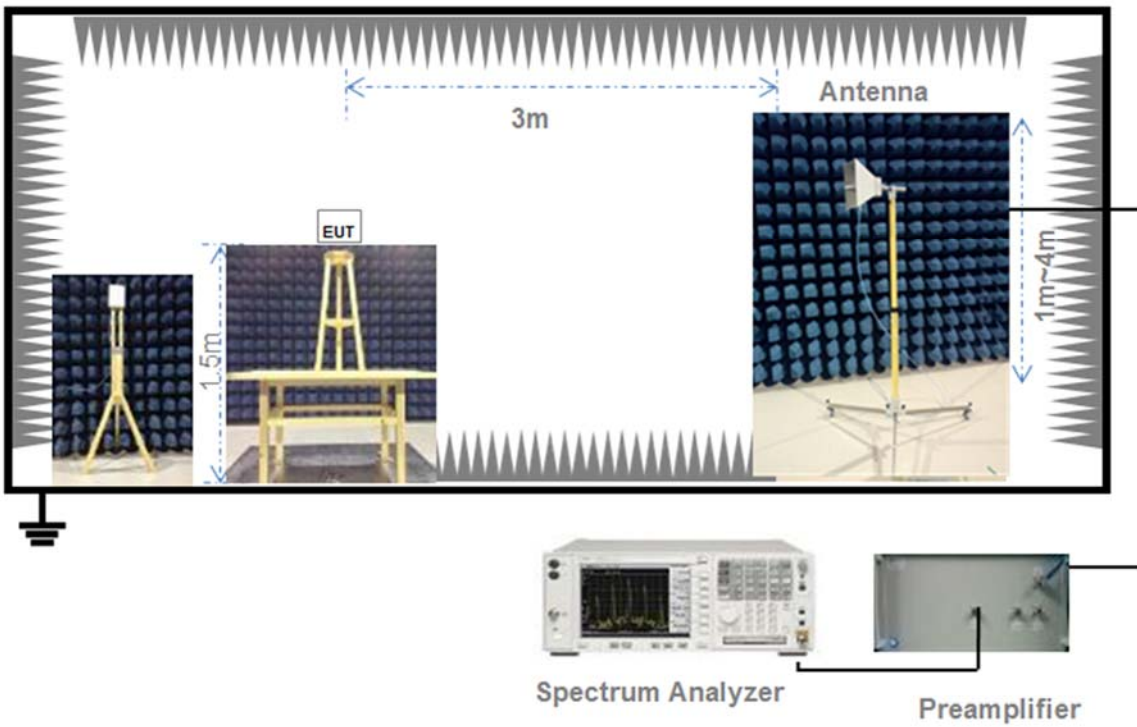 Antenna
3m
EUT
1.5m
1m~4m
Spectrum Analyzer
Preamplifier